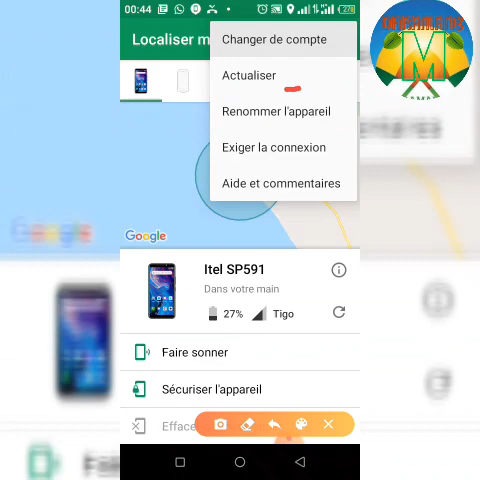 00:44
27
Localiser m
Changer de compte
Actualiser
Renommer l'appareil
Exiger la connexion
Aide et commentaires
M
Google
Itel SP591
Dans votre main
27% Tigo
Faire sonner
Sécuriser l'appareil
Efface